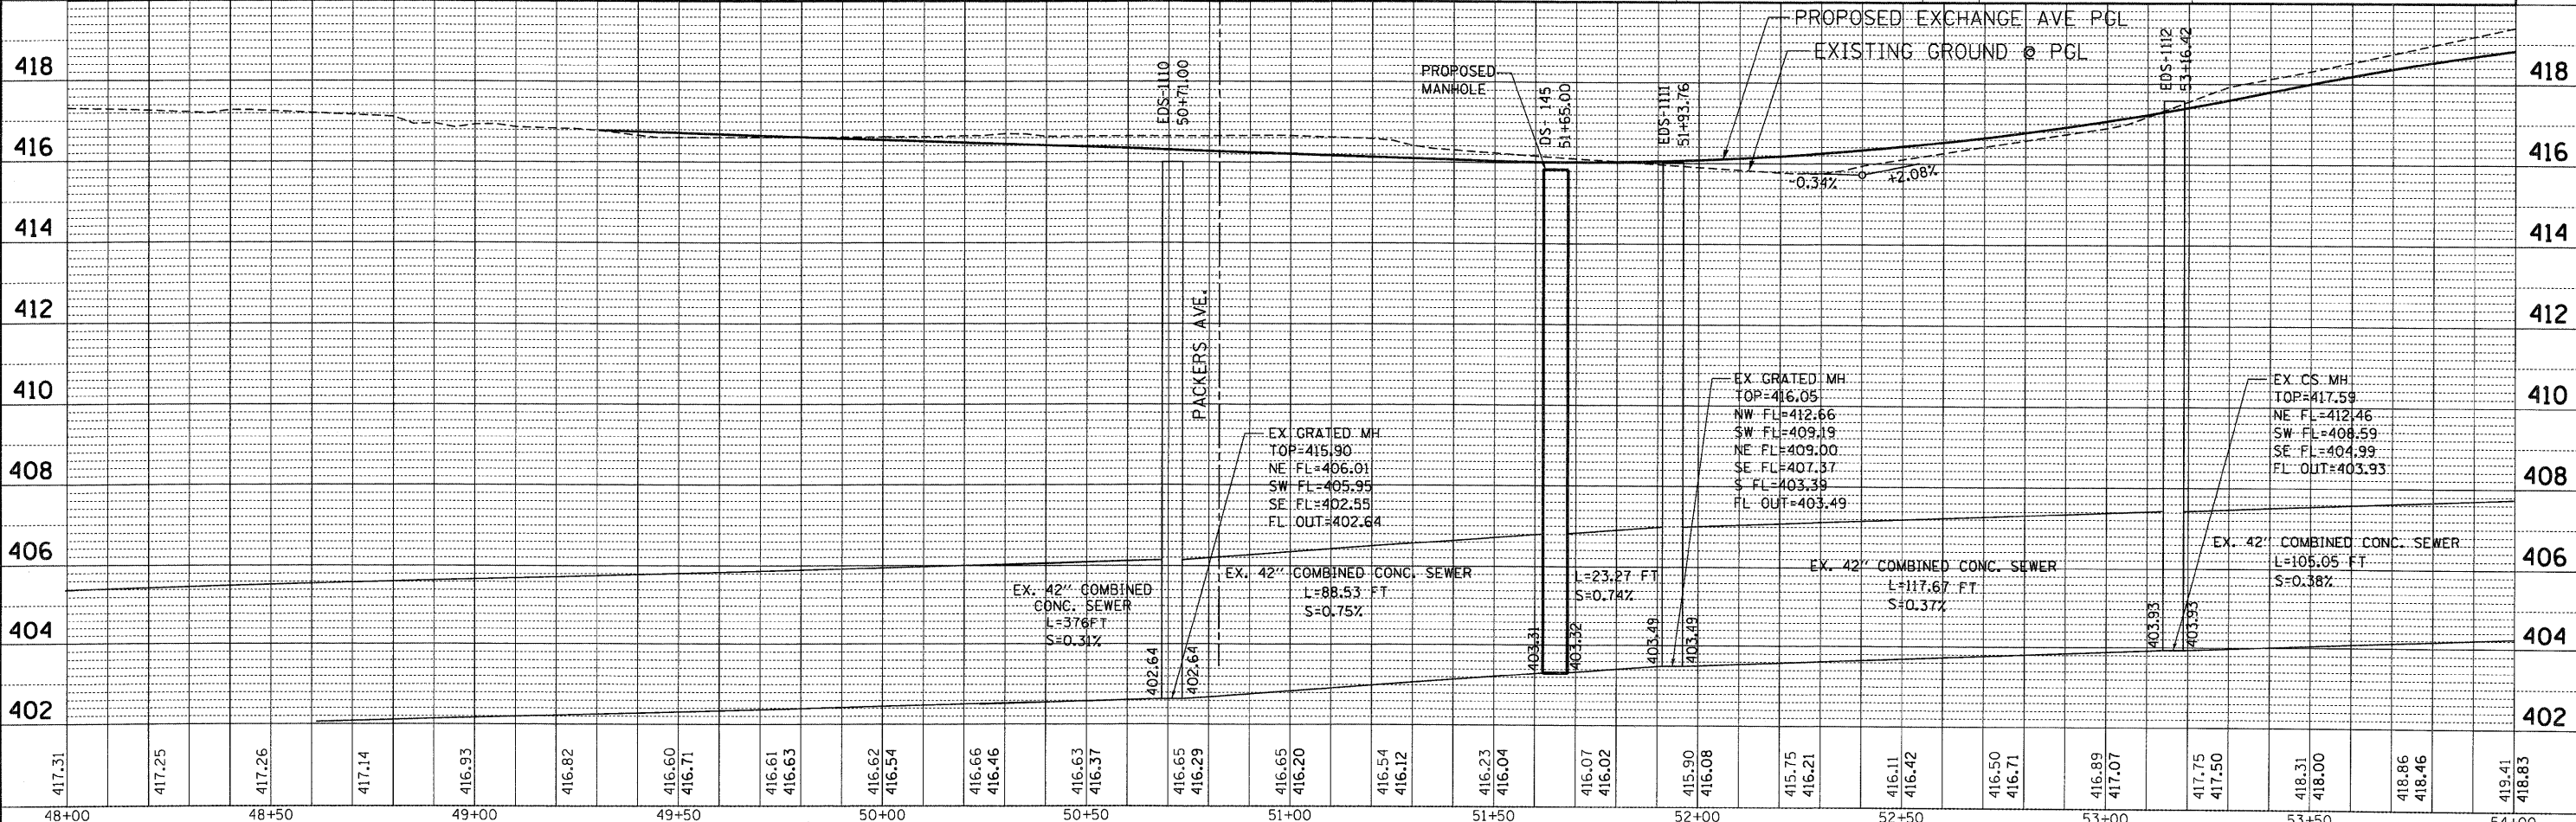 PROPOSED EXCHANGE AVE PGL
EXISTING GROUND @ PGL
PROPOSED
MANHOLE
EDS-1110
50+71.00
DS- 145
51+65.00
EDS-1111
51+93.76
EDS-1112
53+16.42
418
416
414
412
410
408
406
404
402
418
416
414
412
410
408
406
404
402
-0.34%
+2.08%
PACKERS AVE.
EX GRATED MH
TOP=415.90
NE FL=406.01
SW FL=405.95
SE FL=402.55
FL OUT=402.64
EX GRATED MH
TOP=416.05
NW FL=412.66
SW FL=409.19
NE FL=409.00
SE FL=407.37
S FL=403.39
FL OUT=403.49
EX CS MH
TOP=417.59
NE FL=412.46
SW FL=408.59
SE FL=404.99
FL OUT=403.93
EX. 42" COMBINED
CONC. SEWER
L=376FT
S=0.31%
EX. 42" COMBINED CONC. SEWER
L=88.53 FT
S=0.75%
L=23.27 FT
S=0.74%
EX. 42" COMBINED CONC. SEWER
L=117.67 FT
S=0.37%
EX. 42" COMBINED CONC. SEWER
L=105.05 FT
S=0.38%
402.64
402.64
403.31
403.32
403.49
403.49
403.93
403.93
417.31
417.25
417.26
417.14
416.93
416.82
416.60
416.71
416.61
416.63
416.62
416.54
416.66
416.46
416.63
416.37
416.65
416.29
416.65
416.20
416.54
416.12
416.23
416.04
416.07
416.02
415.90
416.08
415.75
416.21
416.11
416.42
416.50
416.71
416.89
417.07
417.75
417.50
418.31
418.00
418.86
418.46
419.41
418.83
48+00
48+50
49+00
49+50
50+00
50+50
51+00
51+50
52+00
52+50
53+00
53+50
54+00